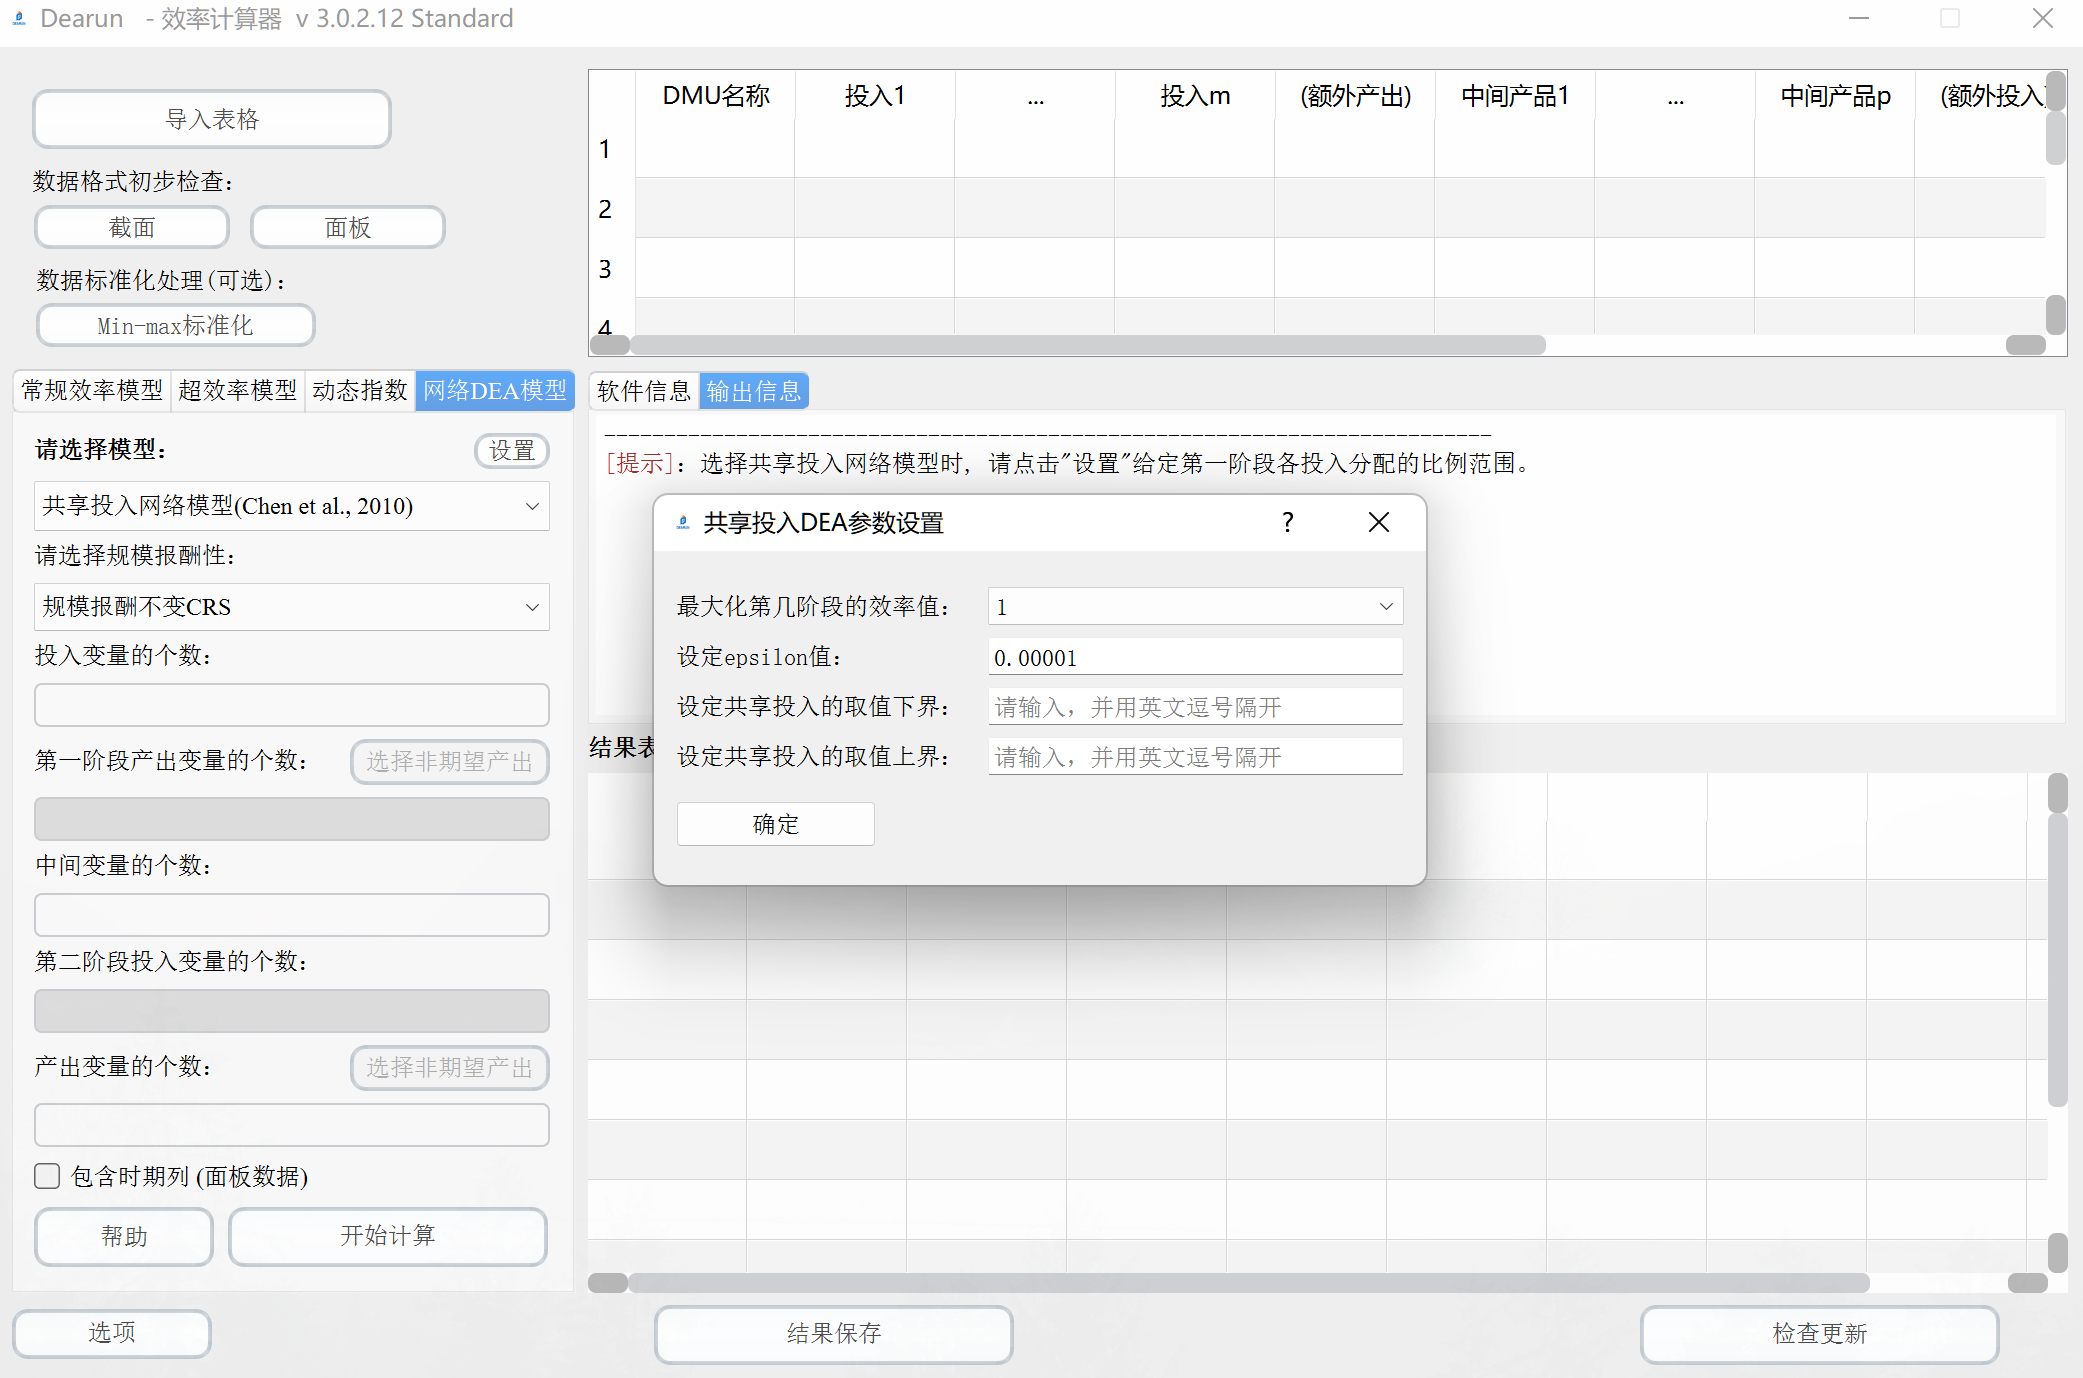 Dearun - 效率计算器 v 3.0.2.12 Standard
导入表格
数据格式初步检查:
截面 面板
数据标准化处理(可选):
Min-max标准化
DMU名称 投入1 ... 投入m (额外产出) 中间产品1 ... 中间产品p (额外投入)
1
2
3
4
常规效率模型 超效率模型 动态指数 网络DEA模型
请选择模型: 设置
共享投入网络模型(Chen et al., 2010)
请选择规模报酬性:
规模报酬不变CRS
投入变量的个数:
第一阶段产出变量的个数: 选择非期望产出
中间变量的个数:
第二阶段投入变量的个数:
产出变量的个数: 选择非期望产出
包含时期列 (面板数据)
帮助 开始计算
选项
软件信息 输出信息
--------------------------------------------------------------------------
[提示]: 选择共享投入网络模型时, 请点击"设置"给定第一阶段各投入分配的比例范围。
共享投入DEA参数设置 ?
最大化第几阶段的效率值: 1
设定epsilon值: 0.00001
设定共享投入的取值下界: 请输入，并用英文逗号隔开
设定共享投入的取值上界: 请输入，并用英文逗号隔开
确定
结果表
结果保存 检查更新